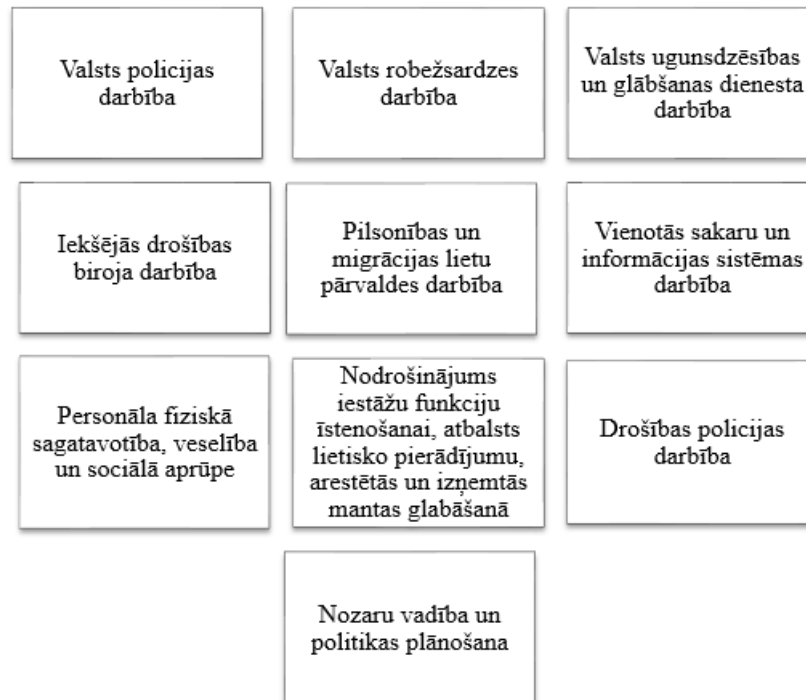 Valsts policijas
darbība
Valsts robežsardzes
darbība
Valsts ugunsdzēsības
un glābšanas dienesta
darbība
Iekšējās drošības
biroja darbība
Pilsonības un
migrācijas lietu
pārvaldes darbība
Vienotās sakaru un
informācijas sistēmas
darbība
Personāla fiziskā
sagatavotība, veselība
un sociālā aprūpe
Nodrošinājums
iestāžu funkciju
īstenošanai, atbalsts
lietisko pierādījumu,
arestētās un izņemtās
mantas glabāšanā
Drošības policijas
darbība
Nozaru vadība un
politikas plānošana